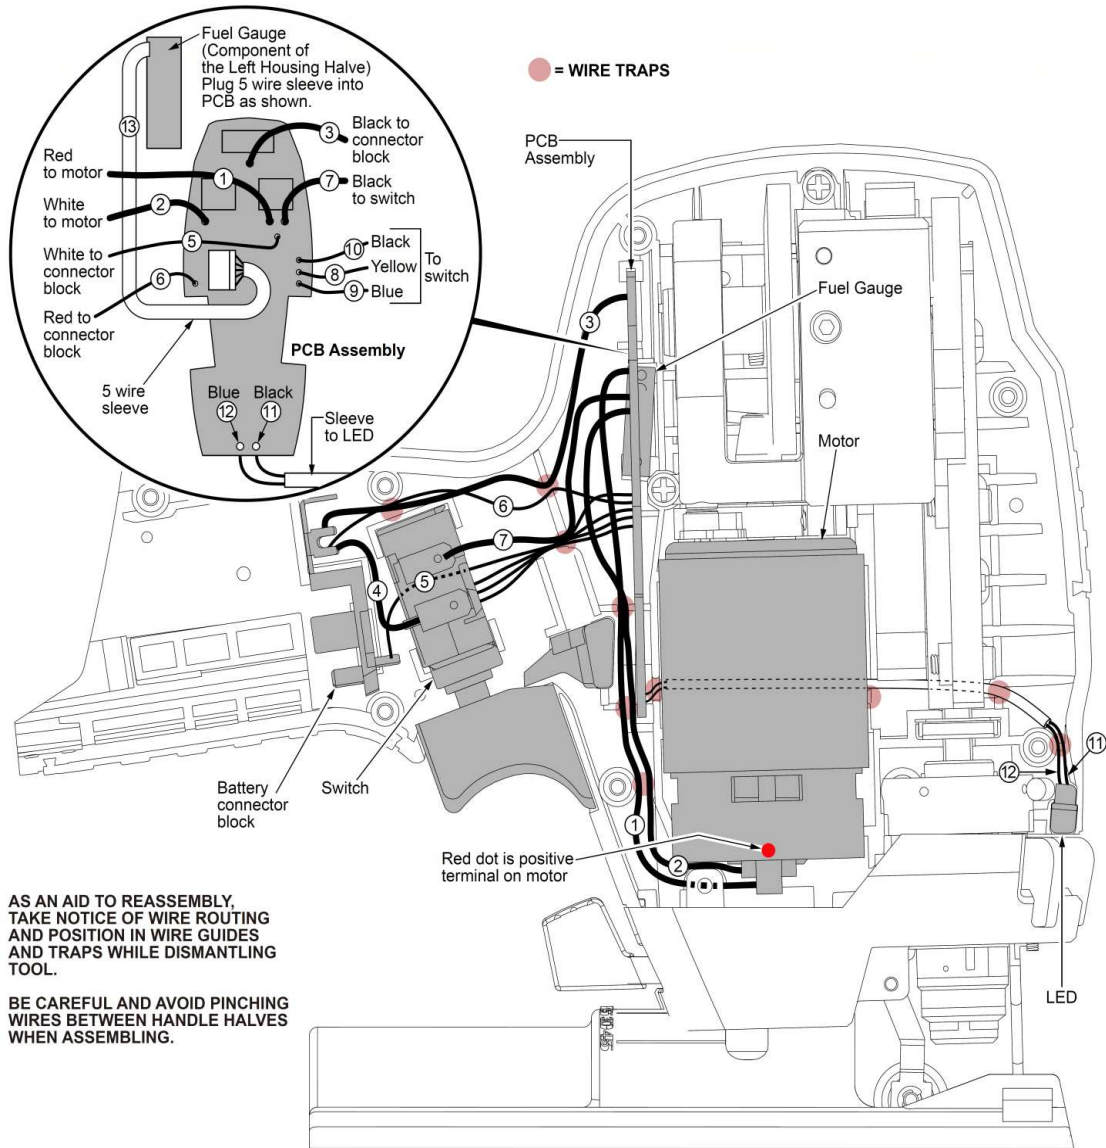 Fuel Gauge
(Component of
the Left Housing Halve)
Plug 5 wire sleeve into
PCB as shown.
= WIRE TRAPS
13
3
Black to
connector
block
PCB
Assembly
Red
to motor
1
7
Black
to switch
White
to motor
2
5
White to
connector
block
10
Black
8
Yellow
9
Blue
To
switch
6
Red to
connector
block
PCB Assembly
5 wire
sleeve
Blue
12
Black
11
Sleeve
to LED
3
Fuel Gauge
Motor
6
7
5
4
Battery
connector
block
Switch
12
11
1
2
Red dot is positive
terminal on motor
LED
AS AN AID TO REASSEMBLY,
TAKE NOTICE OF WIRE ROUTING
AND POSITION IN WIRE GUIDES
AND TRAPS WHILE DISMANTLING
TOOL.
BE CAREFUL AND AVOID PINCHING
WIRES BETWEEN HANDLE HALVES
WHEN ASSEMBLING.